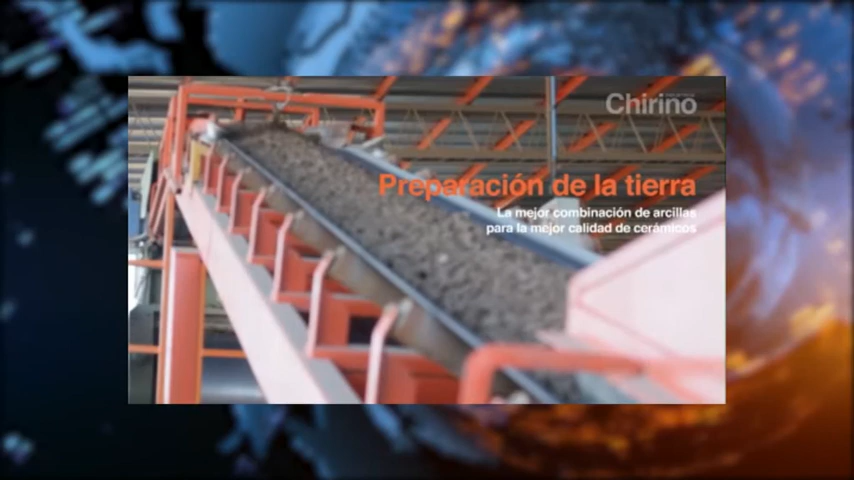 Chirino
Preparación de la tierra
La mejor combinación de arcillas
para la mejor calidad de cerámicos